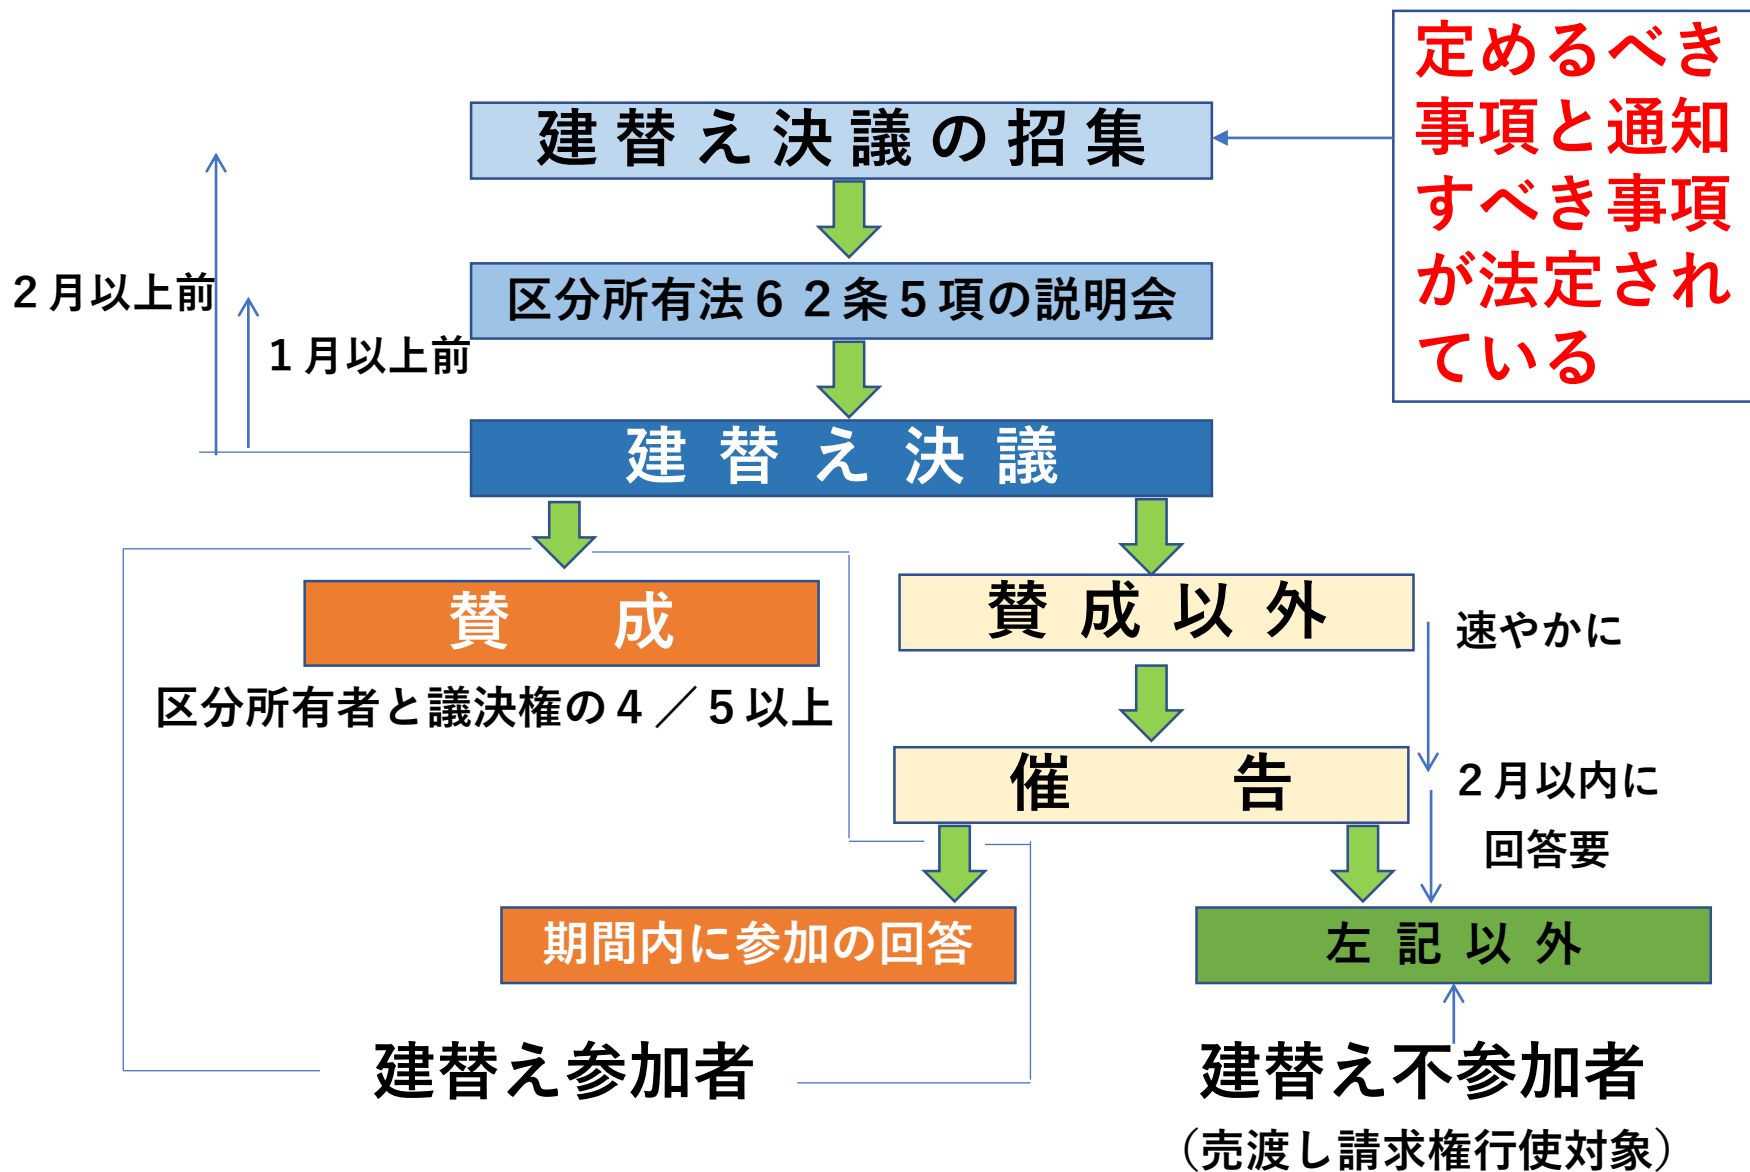 定めるべき
事項と通知
すべき事項
が法定され
ている
建替え決議の招集
2月以上前
区分所有法62条5項の説明会
1月以上前
建替え決議
賛成
賛成以外
速やかに
区分所有者と議決権の4／5以上
催告
2月以内に
回答要
期間内に参加の回答
左記以外
建替え参加者
建替え不参加者
（売渡し請求権行使対象）